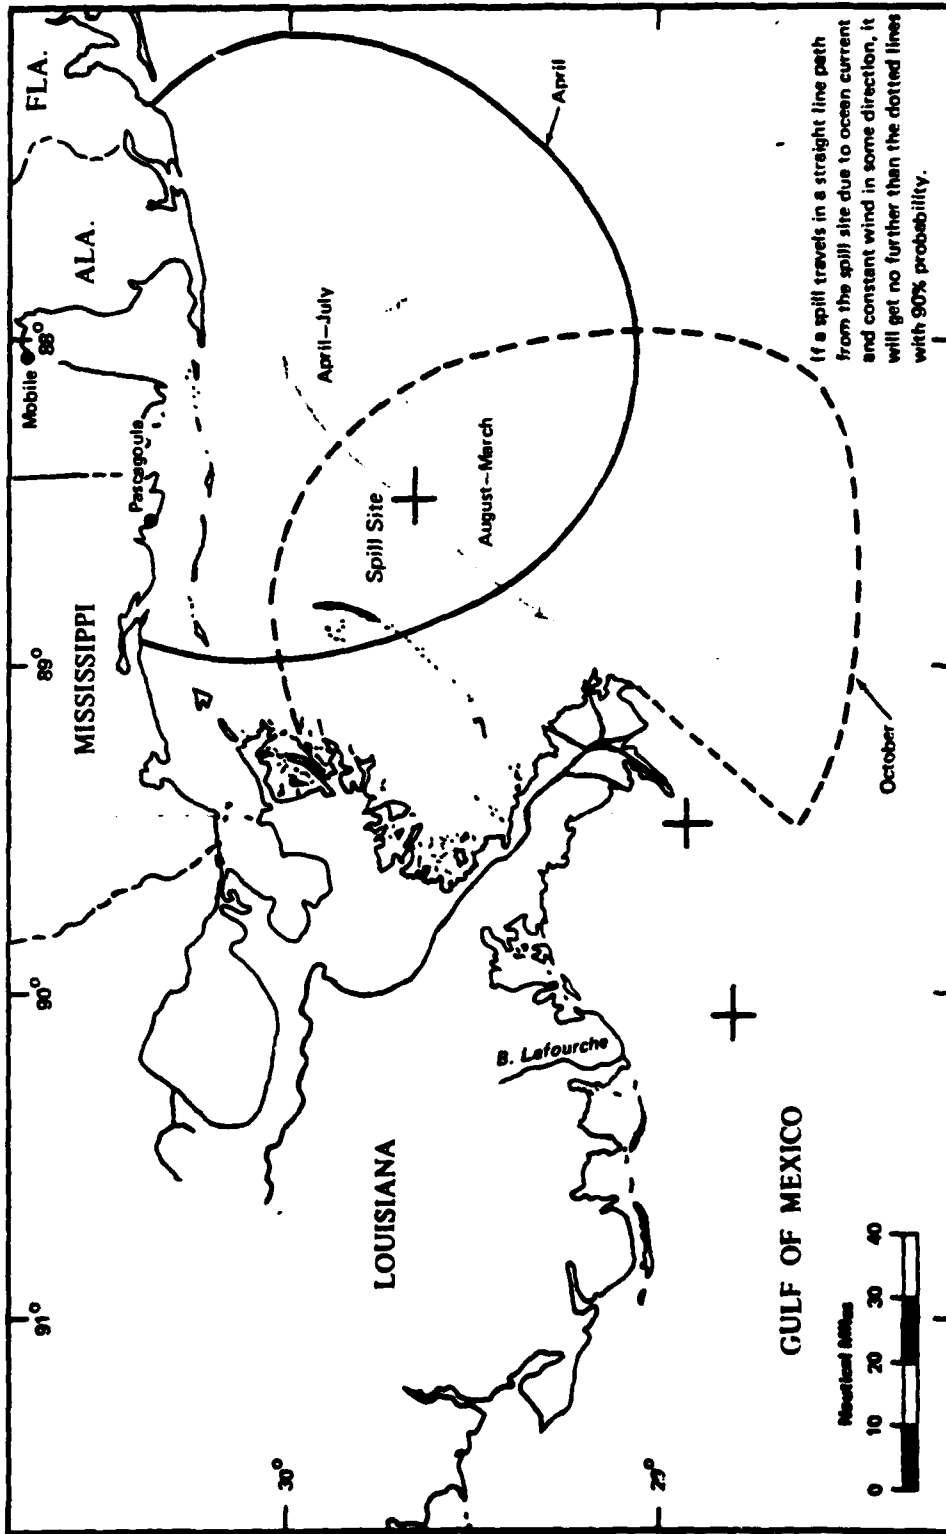 91°
90°
89°
88°
Mobile
FLA.
ALA.
MISSISSIPPI
Pascagoula
30°
April–July
Spill Site
August–March
April
LOUISIANA
B. Lafourche
29°
October
GULF OF MEXICO
Nautical Miles
0 10 20 30 40
If a spill travels in a straight line path
from the spill site due to ocean current
and constant wind in some direction, it
will get no further than the dotted lines
with 90% probability.